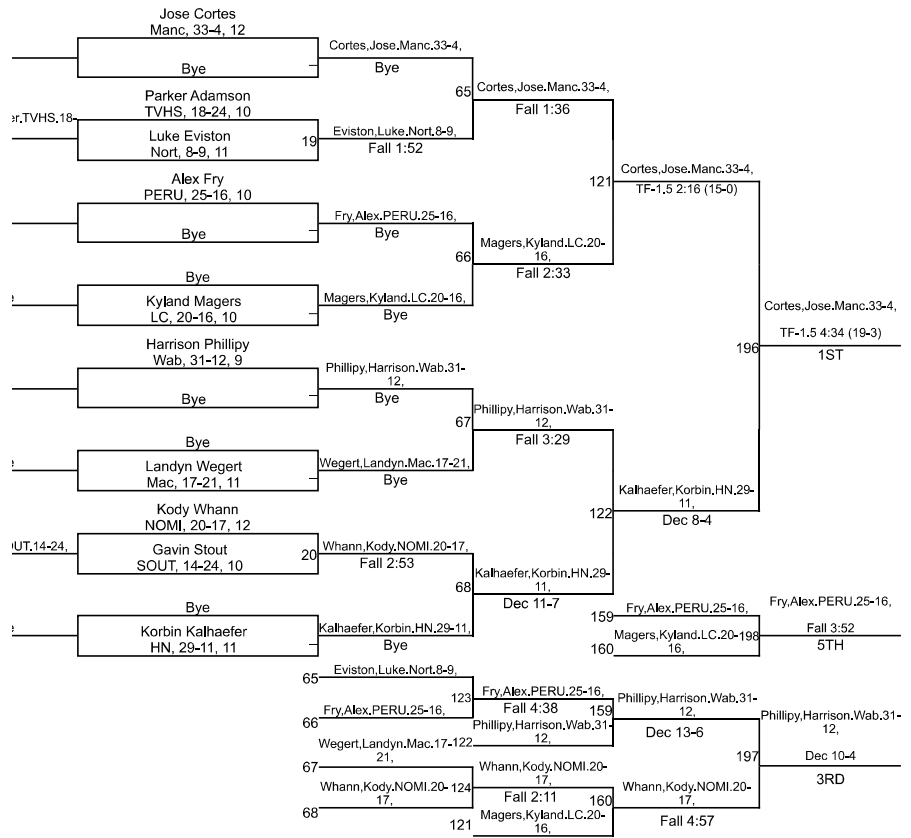 Jose Cortes
Manc, 33-4, 12
Cortes,Jose.Manc.33-4,
Bye
Bye
65
Cortes,Jose.Manc.33-4,
Fall 1:36
Parker Adamson
TVHS, 18-24, 10
er.TVHS.18-
Luke Eviston
Nort, 8-9, 11
19
Eviston,Luke.Nort.8-9,
Fall 1:52
121
Cortes,Jose.Manc.33-4,
TF-1.5 2:16 (15-0)
Alex Fry
PERU, 25-16, 10
Fry,Alex.PERU.25-16,
Bye
Bye
66
Magers,Kyland.LC.20-
16,
Fall 2:33
Bye
Kyland Magers
LC, 20-16, 10
Magers,Kyland.LC.20-16,
Bye
196
Cortes,Jose.Manc.33-4,
TF-1.5 4:34 (19-3)
1ST
Harrison Phillipy
Wab, 31-12, 9
Phillipy,Harrison.Wab.31-
12,
Bye
Bye
67
Phillipy,Harrison.Wab.31-
12,
Fall 3:29
Bye
Landyn Wegert
Mac, 17-21, 11
Wegert,Landyn.Mac.17-21,
Bye
122
Kalhaefer,Korbin.HN.29-
11,
Dec 8-4
Kody Whann
NOMI, 20-17, 12
OUT.14-24,
Gavin Stout
SOUT, 14-24, 10
20
Whann,Kody.NOMI.20-17,
Fall 2:53
68
Kalhaefer,Korbin.HN.29-
11,
Dec 11-7
Bye
Korbin Kalhaefer
HN, 29-11, 11
Kalhaefer,Korbin.HN.29-11,
Bye
159
Fry,Alex.PERU.25-16,
160
Magers,Kyland.LC.20-
16,
198
Fry,Alex.PERU.25-16,
Fall 3:52
5TH
65
Eviston,Luke.Nort.8-9,
66
Fry,Alex.PERU.25-16,
123
Fry,Alex.PERU.25-16,
Fall 4:38
122
Phillipy,Harrison.Wab.31-
12,
159
Phillipy,Harrison.Wab.31-
12,
Dec 13-6
Wegert,Landyn.Mac.17-
21,
67
Whann,Kody.NOMI.20-
17,
68
124
Whann,Kody.NOMI.20-
17,
Fall 2:11
121
Magers,Kyland.LC.20-
16,
160
Whann,Kody.NOMI.20-
17,
Fall 4:57
197
Phillipy,Harrison.Wab.31-
12,
Dec 10-4
3RD